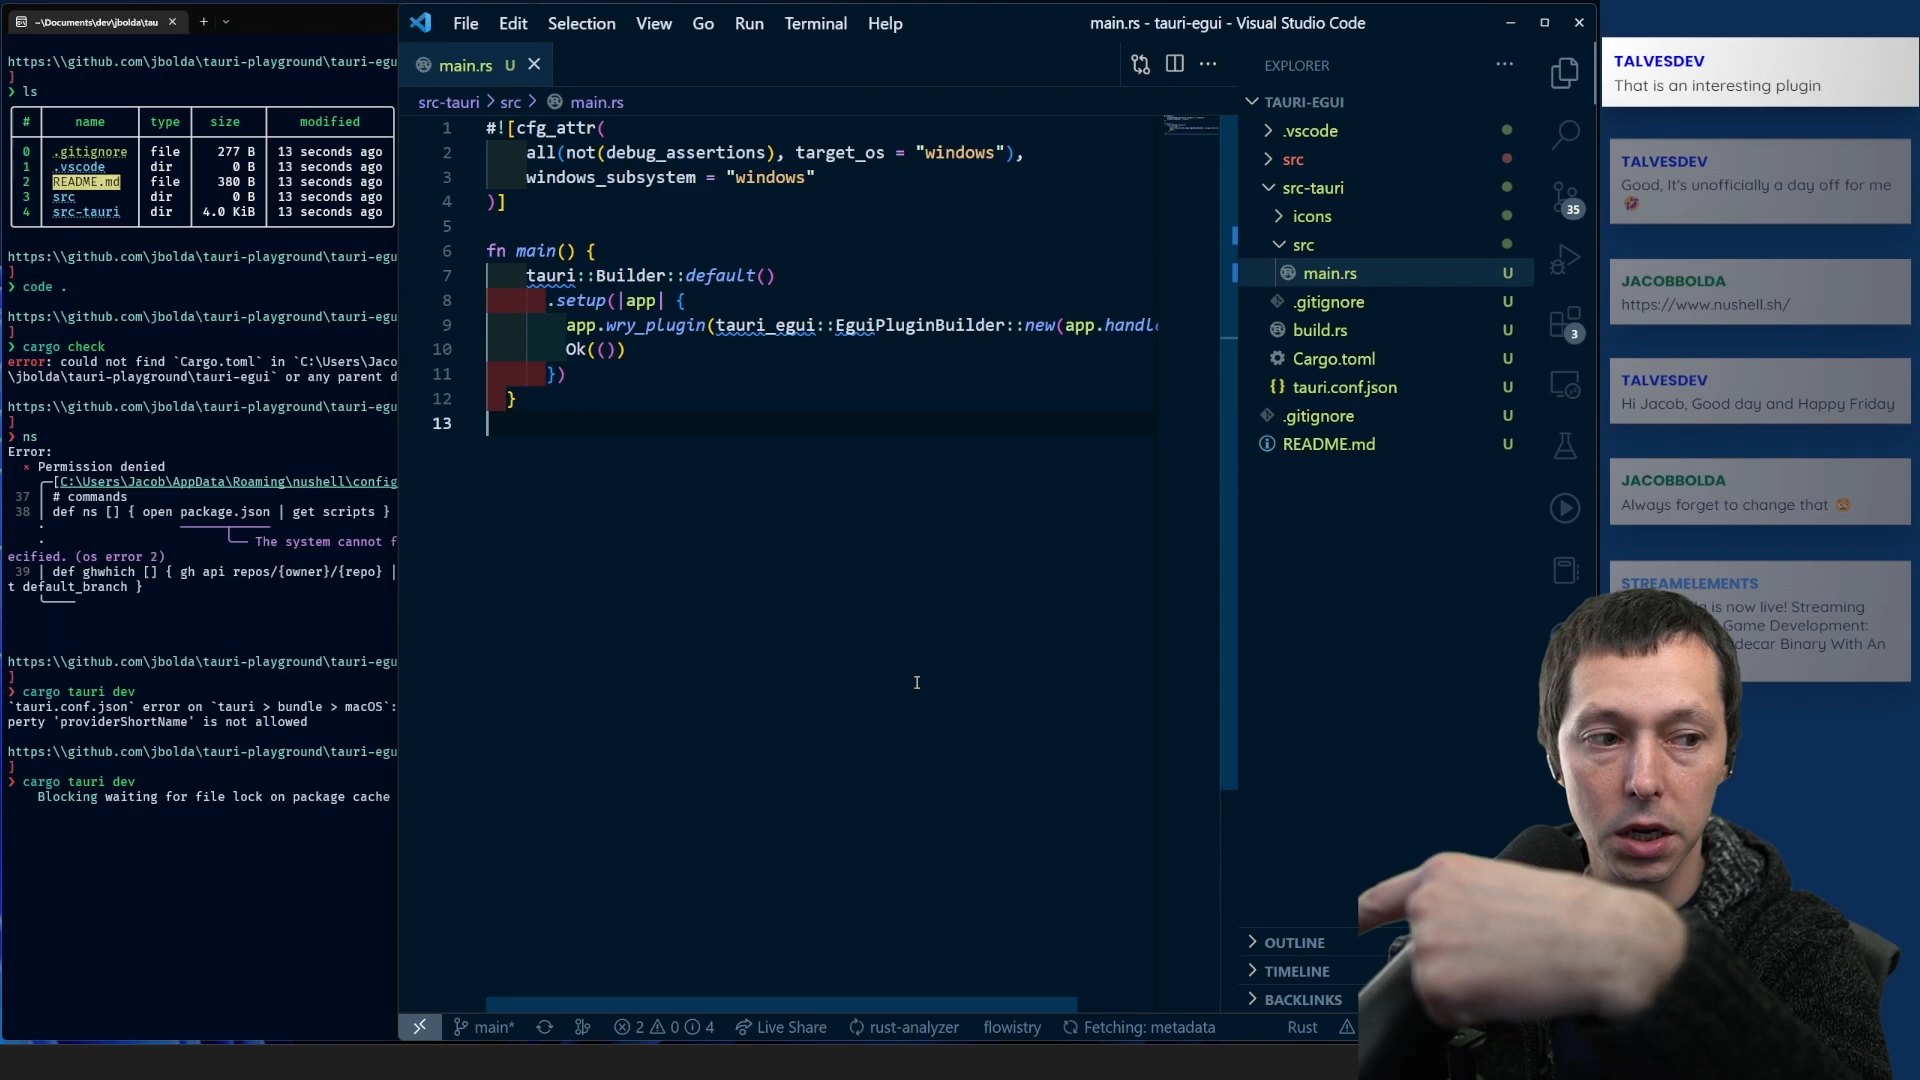 ~\Documents\dev\jbolda\tau
https:\\github.com\jbolda\tauri-playground\tauri-egu
]
❯ ls
# name type size modified
0 .gitignore file 277 B 13 seconds ago
1 .vscode dir 0 B 13 seconds ago
2 README.md file 380 B 13 seconds ago
3 src dir 0 B 13 seconds ago
4 src-tauri dir 4.0 KiB 13 seconds ago
https:\\github.com\jbolda\tauri-playground\tauri-egu
]
❯ code .
https:\\github.com\jbolda\tauri-playground\tauri-egu
]
❯ cargo check
error: could not find `Cargo.toml` in `C:\Users\Jaco
\jbolda\tauri-playground\tauri-egui` or any parent d
https:\\github.com\jbolda\tauri-playground\tauri-egu
]
❯ ns
Error:
× Permission denied
[C:\Users\Jacob\AppData\Roaming\nushell\config
37 # commands
38 def ns [] { open package.json | get scripts }
The system cannot f
ecified. (os error 2)
39 | def ghwhich [] { gh api repos/{owner}/{repo} |
t default_branch }
https:\\github.com\jbolda\tauri-playground\tauri-egu
]
❯ cargo tauri dev
`tauri.conf.json` error on `tauri > bundle > macOS`:
perty 'providerShortName' is not allowed
https:\\github.com\jbolda\tauri-playground\tauri-egu
]
❯ cargo tauri dev
Blocking waiting for file lock on package cache
File Edit Selection View Go Run Terminal Help
main.rs - tauri-egui - Visual Studio Code
main.rs U
src-tauri > src > main.rs
1 #![cfg_attr(
2 all(not(debug_assertions), target_os = "windows"),
3 windows_subsystem = "windows"
4 )]
5
6 fn main() {
7 tauri::Builder::default()
8 .setup(|app| {
9 app.wry_plugin(tauri_egui::EguiPluginBuilder::new(app.handle
10 Ok(())
11 })
12 }
13
EXPLORER
TAURI-EGUI
.vscode
src
src-tauri
icons
src
main.rs U
.gitignore U
build.rs U
Cargo.toml U
{} tauri.conf.json U
.gitignore U
README.md U
OUTLINE
TIMELINE
BACKLINKS
35
3
main* 2 0 4 Live Share rust-analyzer flowistry Fetching: metadata Rust
TALVESDEV
That is an interesting plugin
TALVESDEV
Good, It's unofficially a day off for me
🤣
JACOBBOLDA
https://www.nushell.sh/
TALVESDEV
Hi Jacob, Good day and Happy Friday
JACOBBOLDA
Always forget to change that
STREAMELEMENTS
is now live! Streaming
Game Development:
decar Binary With An